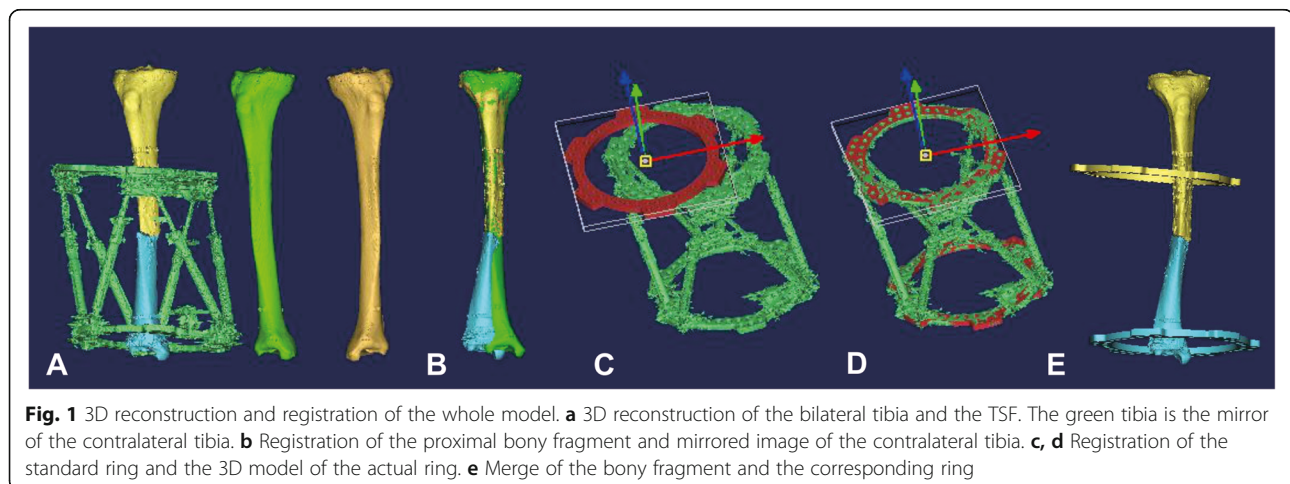 A
B
C
D
E
Fig. 1 3D reconstruction and registration of the whole model. a 3D reconstruction of the bilateral tibia and the TSF. The green tibia is the mirror
of the contralateral tibia. b Registration of the proximal bony fragment and mirrored image of the contralateral tibia. c, d Registration of the
standard ring and the 3D model of the actual ring. e Merge of the bony fragment and the corresponding ring